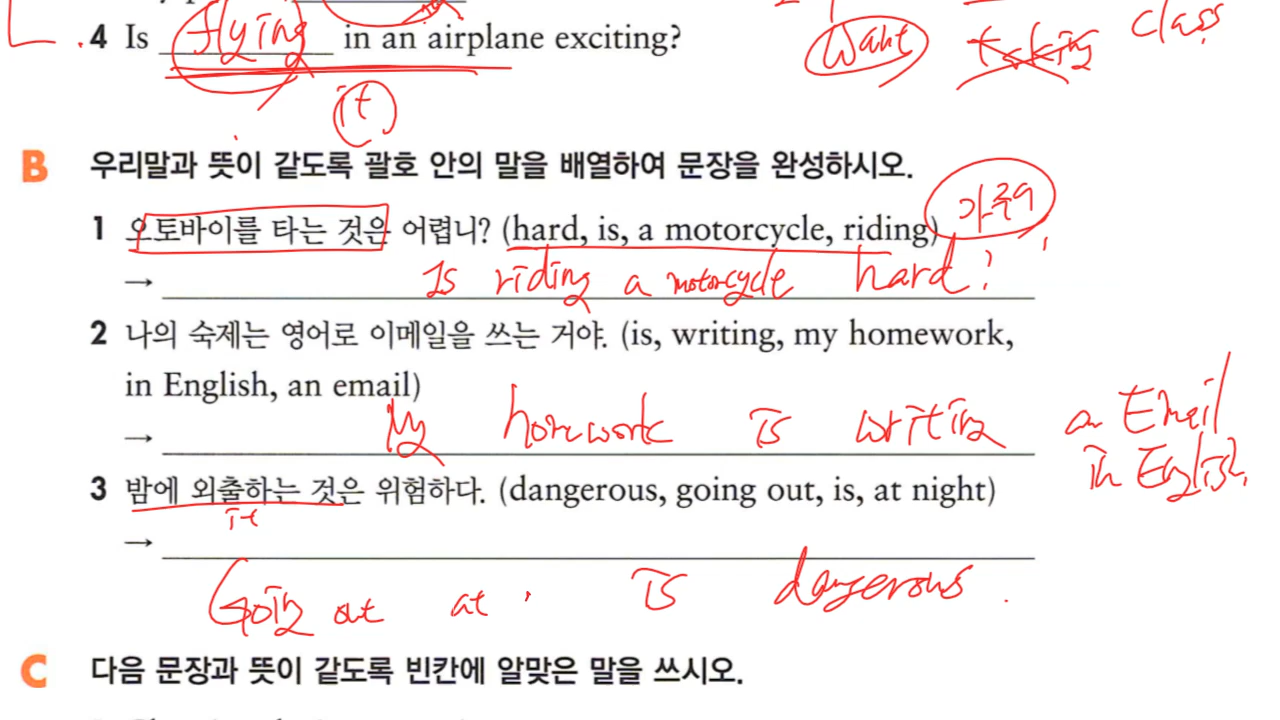 class
.4 Is flying in an airplane exciting?
want
it
B 우리말과 뜻이 같도록 괄호 안의 말을 배열하여 문장을 완성하시오.
가주어
1 오토바이를 타는 것은 어렵니? (hard, is, a motorcycle, riding)
→ Is riding a motorcycle hard?
2 나의 숙제는 영어로 이메일을 쓰는 거야. (is, writing, my homework,
in English, an email)
→ My homework is writing an Email
in English.
3 밤에 외출하는 것은 위험하다. (dangerous, going out, is, at night)
it
→
Going out at is dangerous.
C 다음 문장과 뜻이 같도록 빈칸에 알맞은 말을 쓰시오.